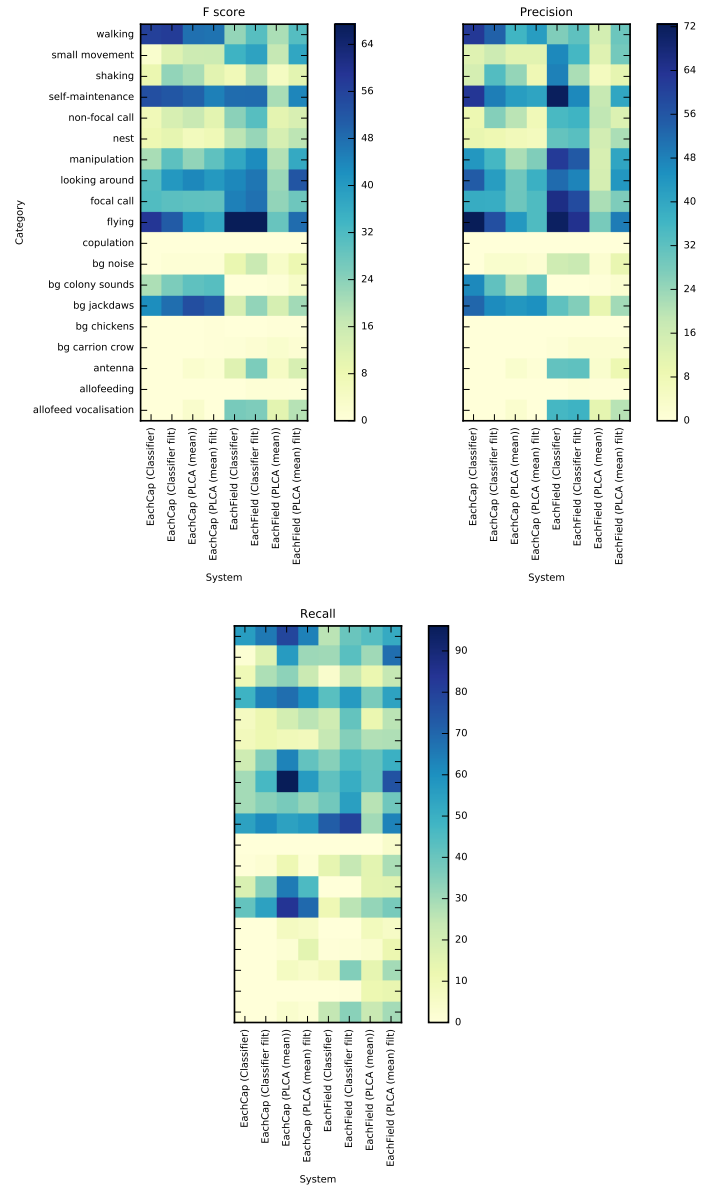 F score
Category
walking
small movement
shaking
self-maintenance
non-focal call
nest
manipulation
looking around
focal call
flying
copulation
bg noise
bg colony sounds
bg jackdaws
bg chickens
bg carrion crow
antenna
allofeeding
allofeed vocalisation
64
56
48
40
32
24
16
8
0
EachCap (Classifier)
EachCap (Classifier filt)
EachCap (PLCA (mean))
EachCap (PLCA (mean) filt)
EachField (Classifier)
EachField (Classifier filt)
EachField (PLCA (mean))
EachField (PLCA (mean) filt)
System
Precision
72
64
56
48
40
32
24
16
8
0
EachCap (Classifier)
EachCap (Classifier filt)
EachCap (PLCA (mean))
EachCap (PLCA (mean) filt)
EachField (Classifier)
EachField (Classifier filt)
EachField (PLCA (mean))
EachField (PLCA (mean) filt)
System
Recall
90
80
70
60
50
40
30
20
10
0
EachCap (Classifier)
EachCap (Classifier filt)
EachCap (PLCA (mean))
EachCap (PLCA (mean) filt)
EachField (Classifier)
EachField (Classifier filt)
EachField (PLCA (mean))
EachField (PLCA (mean) filt)
System